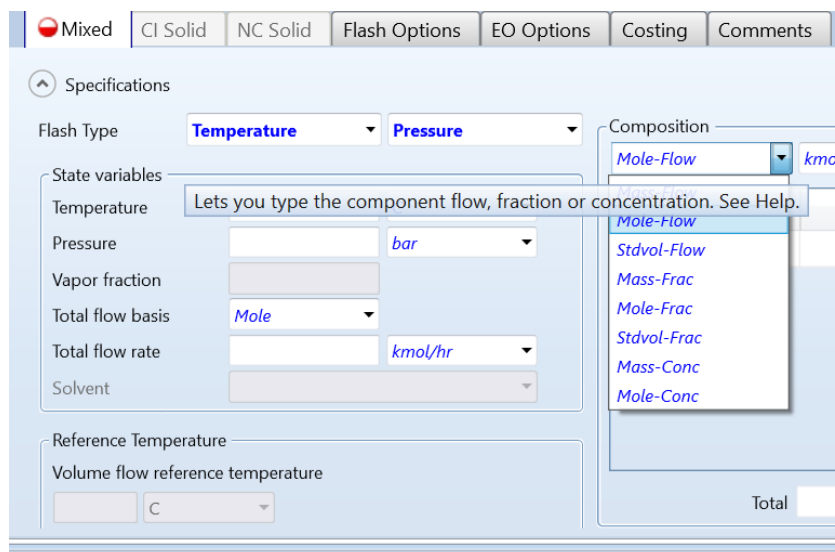 Mixed CI Solid NC Solid Flash Options EO Options Costing Comments
Specifications
Flash Type Temperature Pressure
Composition
Mole-Flow
State variables
Lets you type the component flow, fraction or concentration. See Help.
Temperature
Mole-Flow
Pressure bar
Stdvol-Flow
Vapor fraction
Mass-Frac
Total flow basis Mole
Mole-Frac
Stdvol-Frac
Total flow rate kmol/hr
Mass-Conc
Solvent
Mole-Conc
Reference Temperature
Volume flow reference temperature
C
Total